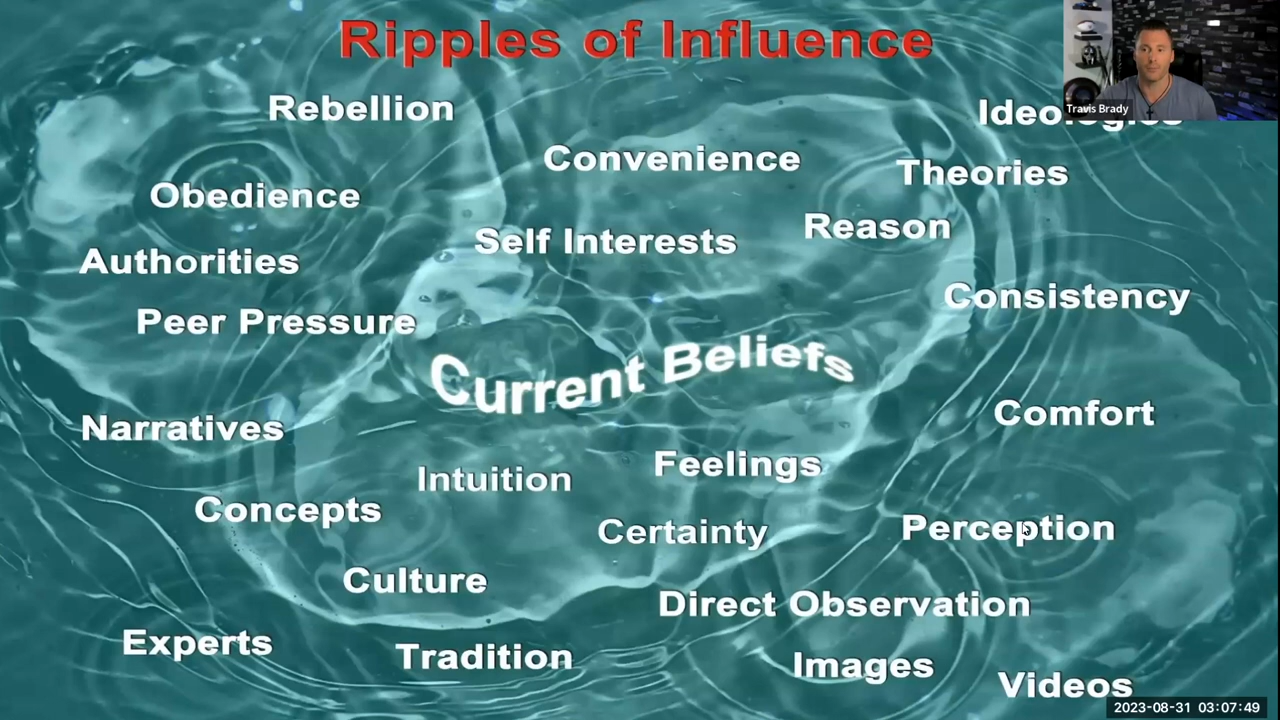 Ripples of Influence
Travis Brady
Rebellion
Convenience
Theories
Obedience
Self Interests
Reason
Authorities
Consistency
Peer Pressure
Current Beliefs
Comfort
Narratives
Intuition
Feelings
Concepts
Certainty
Perception
Culture
Direct Observation
Experts
Tradition
Images
Videos
2023-08-31 03:07:49